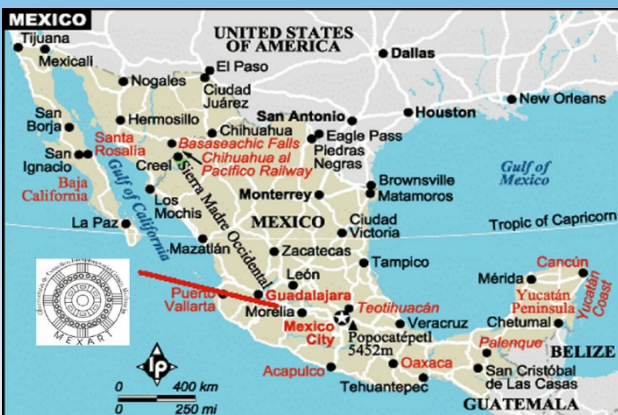 MEXICO
UNITED STATES
OF AMERICA
Tijuana
Mexicali
Dallas
El Paso
Nogales
Ciudad
Juárez
New Orleans
San Antonio
Houston
San
Borja
Hermosillo
Chihuahua
Eagle Pass
Santa
Rosalía
Basaseachic Falls
Piedras
Negras
San
Ignacio
Creel
Chihuahua al
Pacifico Railway
Gulf of
Mexico
Baja
California
Gulf of California
Sierra Madre Occidental
Brownsville
Monterrey
Matamoros
Los
Mochis
La Paz
MEXICO
Ciudad
Victoria
Tropic of Capricorn
Mazatlán
Zacatecas
Tampico
Cancún
León
Mérida
Yucatán
Peninsula
Yucatán
Coast
Puerto
Vallarta
Guadalajara
Teotihuacán
Morelia
Mexico
City
Veracruz
Chetumal
Popocatépetl
5452m
Palenque
BELIZE
MEXART
Acapulco
Oaxaca
San Cristóbal
de Las Casas
Tehuantepec
GUATEMALA
0 400 km
0 250 mi